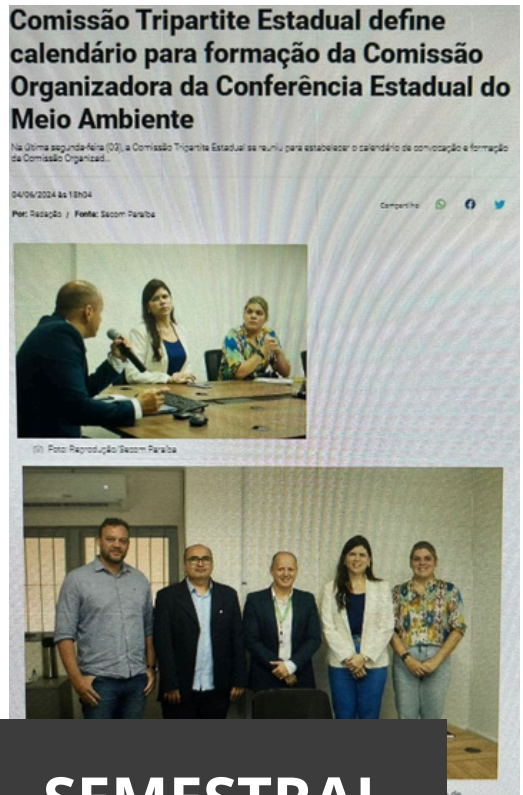 Comissão Tripartite Estadual define
calendário para formação da Comissão
Organizadora da Conferência Estadual do
Meio Ambiente
Na última segunda-feira (03), a Comissão Tripartite Estadual se reuniu para estabelecer o calendário de convocação e formação
da Comissão Organizad...
04/06/2024 às 18h04
Compartilhe
Por: Redação / Fonte: Secom Paraíba
Foto: Reprodução/Secom Paraíba
SEMESTRAL